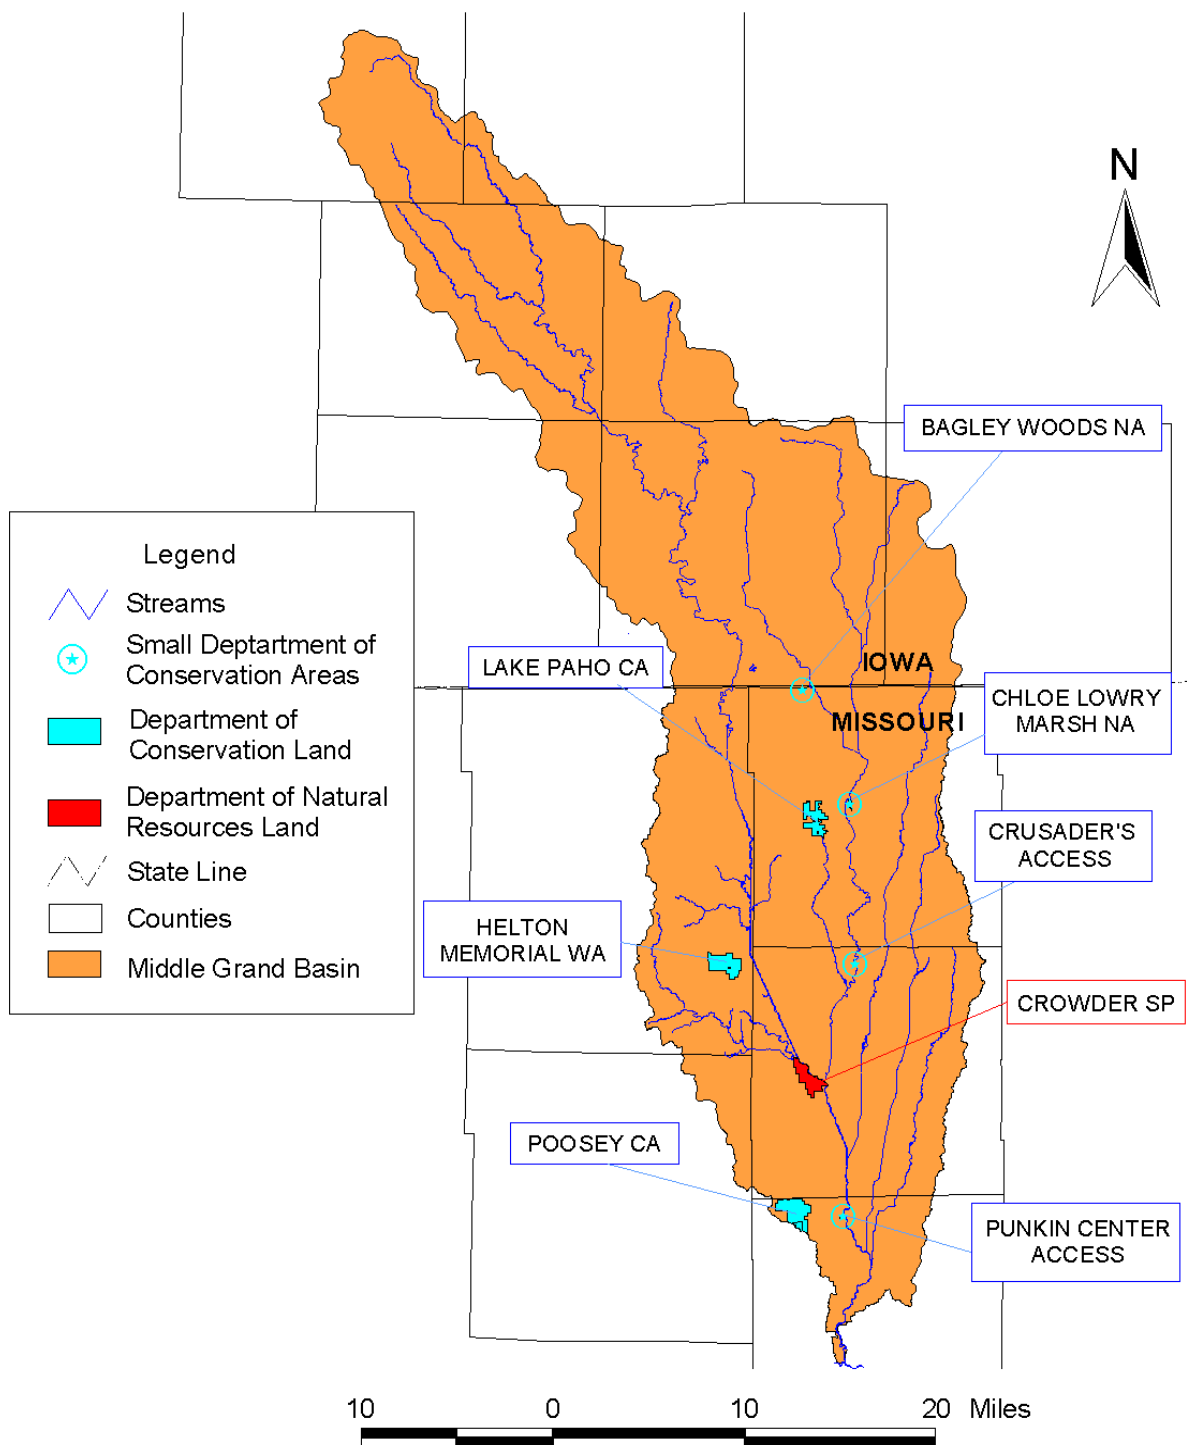 N
BAGLEY WOODS NA
Legend
Streams
Small Deptartment of
Conservation Areas
Department of
Conservation Land
Department of Natural
Resources Land
State Line
Counties
Middle Grand Basin
LAKE PAHO CA
IOWA
MISSOURI
CHLOE LOWRY
MARSH NA
CRUSADER'S
ACCESS
HELTON
MEMORIAL WA
CROWDER SP
POOSEY CA
PUNKIN CENTER
ACCESS
10 0 10 20 Miles